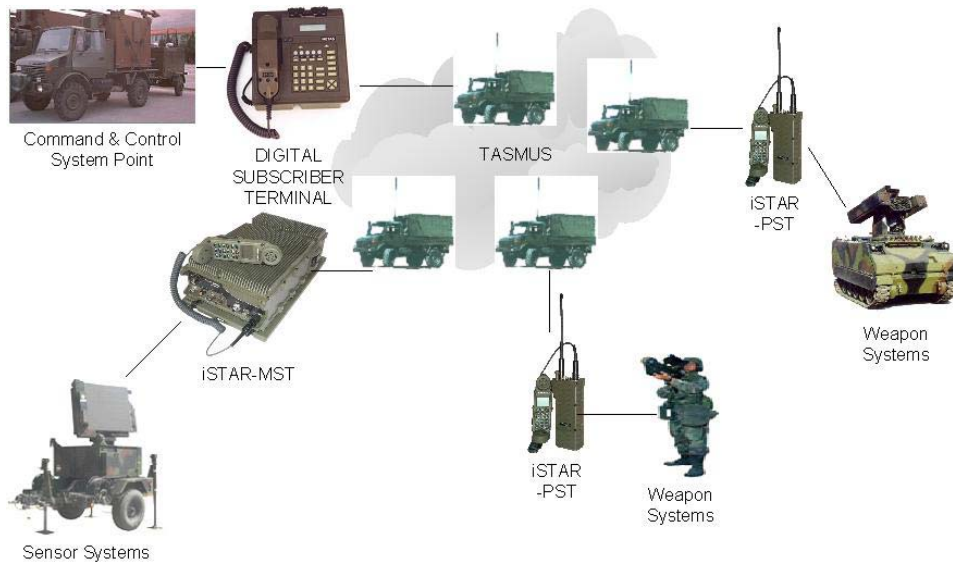 Command & Control
System Point
DIGITAL
SUBSCRIBER
TERMINAL
TASMUS
iSTAR
-PST
Weapon
Systems
iSTAR-MST
iSTAR
-PST
Weapon
Systems
Sensor Systems